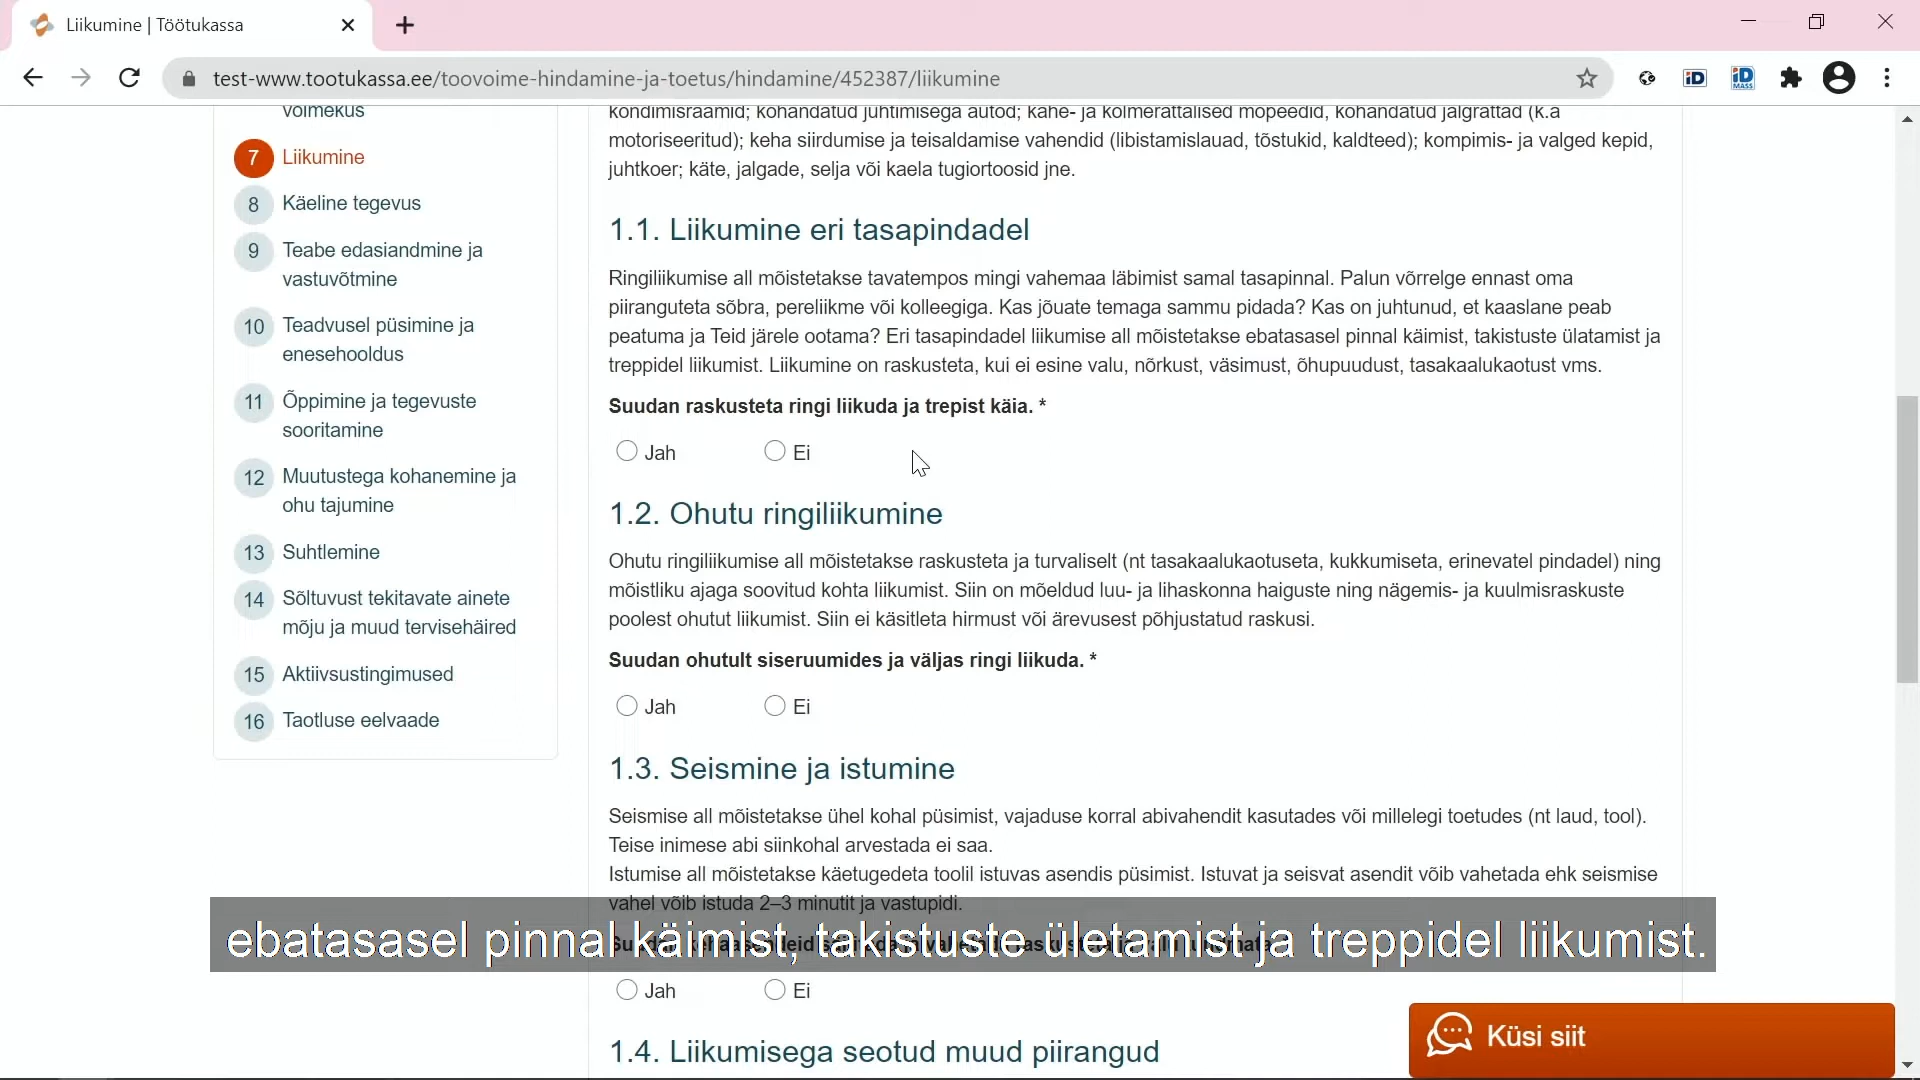 Liikumine | Töötukassa
test-www.tootukassa.ee/toovoime-hindamine-ja-toetus/hindamine/452387/liikumine
võimekus
7 Liikumine
8 Käeline tegevus
9 Teabe edasiandmine ja
vastuvõtmine
10 Teadvusel püsimine ja
enesehooldus
11 Õppimine ja tegevuste
sooritamine
12 Muutustega kohanemine ja
ohu tajumine
13 Suhtlemine
14 Sõltuvust tekitavate ainete
mõju ja muud tervisehäired
15 Aktiivsustingimused
16 Taotluse eelvaade
kõndimisraamid; kohandatud juhtimisega autod; kahe- ja kolmerattalised mopeedid, kohandatud jalgrattad (k.a
motoriseeritud); keha siirdumise ja teisaldamise vahendid (libistamislauad, tõstukid, kaldteed); kompimis- ja valged kepid,
juhtkoer; käte, jalgade, selja või kaela tugiortoosid jne.
1.1. Liikumine eri tasapindadel
Ringiliikumise all mõistetakse tavatempos mingi vahemaa läbimist samal tasapinnal. Palun võrrelge ennast oma
piiranguteta sõbra, pereliikme või kolleegiga. Kas jõuate temaga sammu pidada? Kas on juhtunud, et kaaslane peab
peatuma ja Teid järele ootama? Eri tasapindadel liikumise all mõistetakse ebatasasel pinnal käimist, takistuste ülatamist ja
treppidel liikumist. Liikumine on raskusteta, kui ei esine valu, nõrkust, väsimust, õhupuudust, tasakaalukaotust vms.
Suudan raskusteta ringi liikuda ja trepist käia. *
Jah Ei
1.2. Ohutu ringiliikumine
Ohutu ringiliikumise all mõistetakse raskusteta ja turvaliselt (nt tasakaalukaotuseta, kukkumiseta, erinevatel pindadel) ning
mõistliku ajaga soovitud kohta liikumist. Siin on mõeldud luu- ja lihaskonna haiguste ning nägemis- ja kuulmisraskuste
poolest ohutut liikumist. Siin ei käsitleta hirmust või ärevusest põhjustatud raskusi.
Suudan ohutult siseruumides ja väljas ringi liikuda. *
Jah Ei
1.3. Seismine ja istumine
Seismise all mõistetakse ühel kohal püsimist, vajaduse korral abivahendit kasutades või millelegi toetudes (nt laud, tool).
Teise inimese abi siinkohal arvestada ei saa.
Istumise all mõistetakse käetugedeta toolil istuvas asendis püsimist. Istuvat ja seisvat asendit võib vahetada ehk seismise
vahel võib istuda 2–3 minutit ja vastupidi.
ebatasasel pinnal käimist, takistuste ületamist ja treppidel liikumist.
Jah Ei
1.4. Liikumisega seotud muud piirangud
Küsi siit